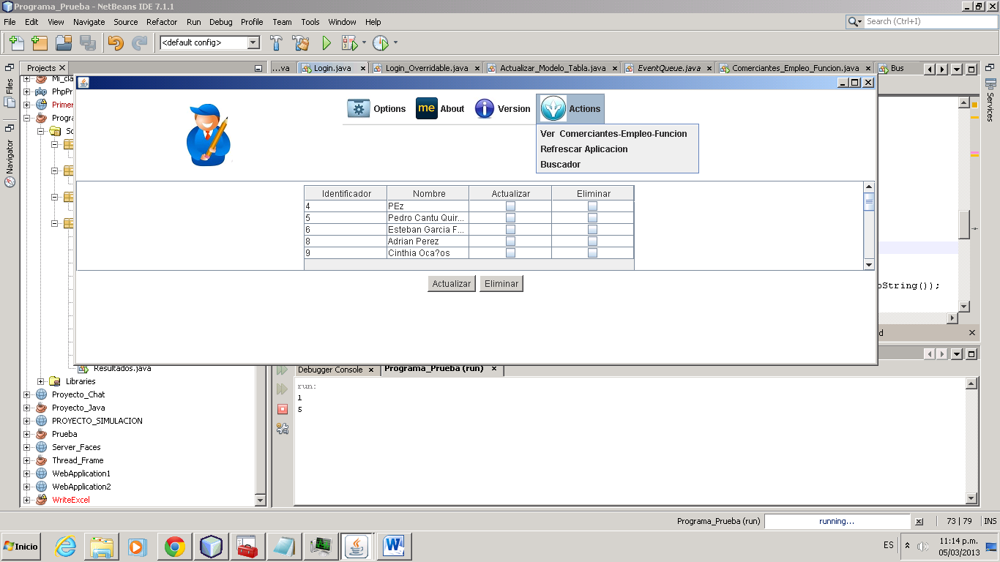 Programa_Prueba - NetBeans IDE 7.1.1
File Edit View Navigate Source Refactor Run Debug Profile Team Tools Window Help
Search (Ctrl+I)
<default config>
Projects
...va Login.java Login_Overridable.java Actualizar_Modelo_Tabla.java EventQueue.java Comerciantes_Empleo_Funcion.java Bus
Files
Navigator
Services
Mi_cla
PhpPr
Primer
Progra
So
Options About Version Actions
me
Ver Comerciantes-Empleo-Funcion
Refrescar Aplicacion
Buscador
Identificador Nombre Actualizar Eliminar
4 PEz
5 Pedro Cantu Quir...
6 Esteban Garcia F...
8 Adrian Perez
9 Cinthia Oca?os
Actualizar Eliminar
oString());
d
Resultados.java
Libraries
Proyecto_Chat
Proyecto_Java
PROYECTO_SIMULACION
Prueba
Server_Faces
Thread_Frame
WebApplication1
WebApplication2
WriteExcel
Debugger Console Programa_Prueba (run)
run:
1
5
Programa_Prueba (run) running... 73 | 79 INS
Inicio
ES
11:14 p.m.
05/03/2013